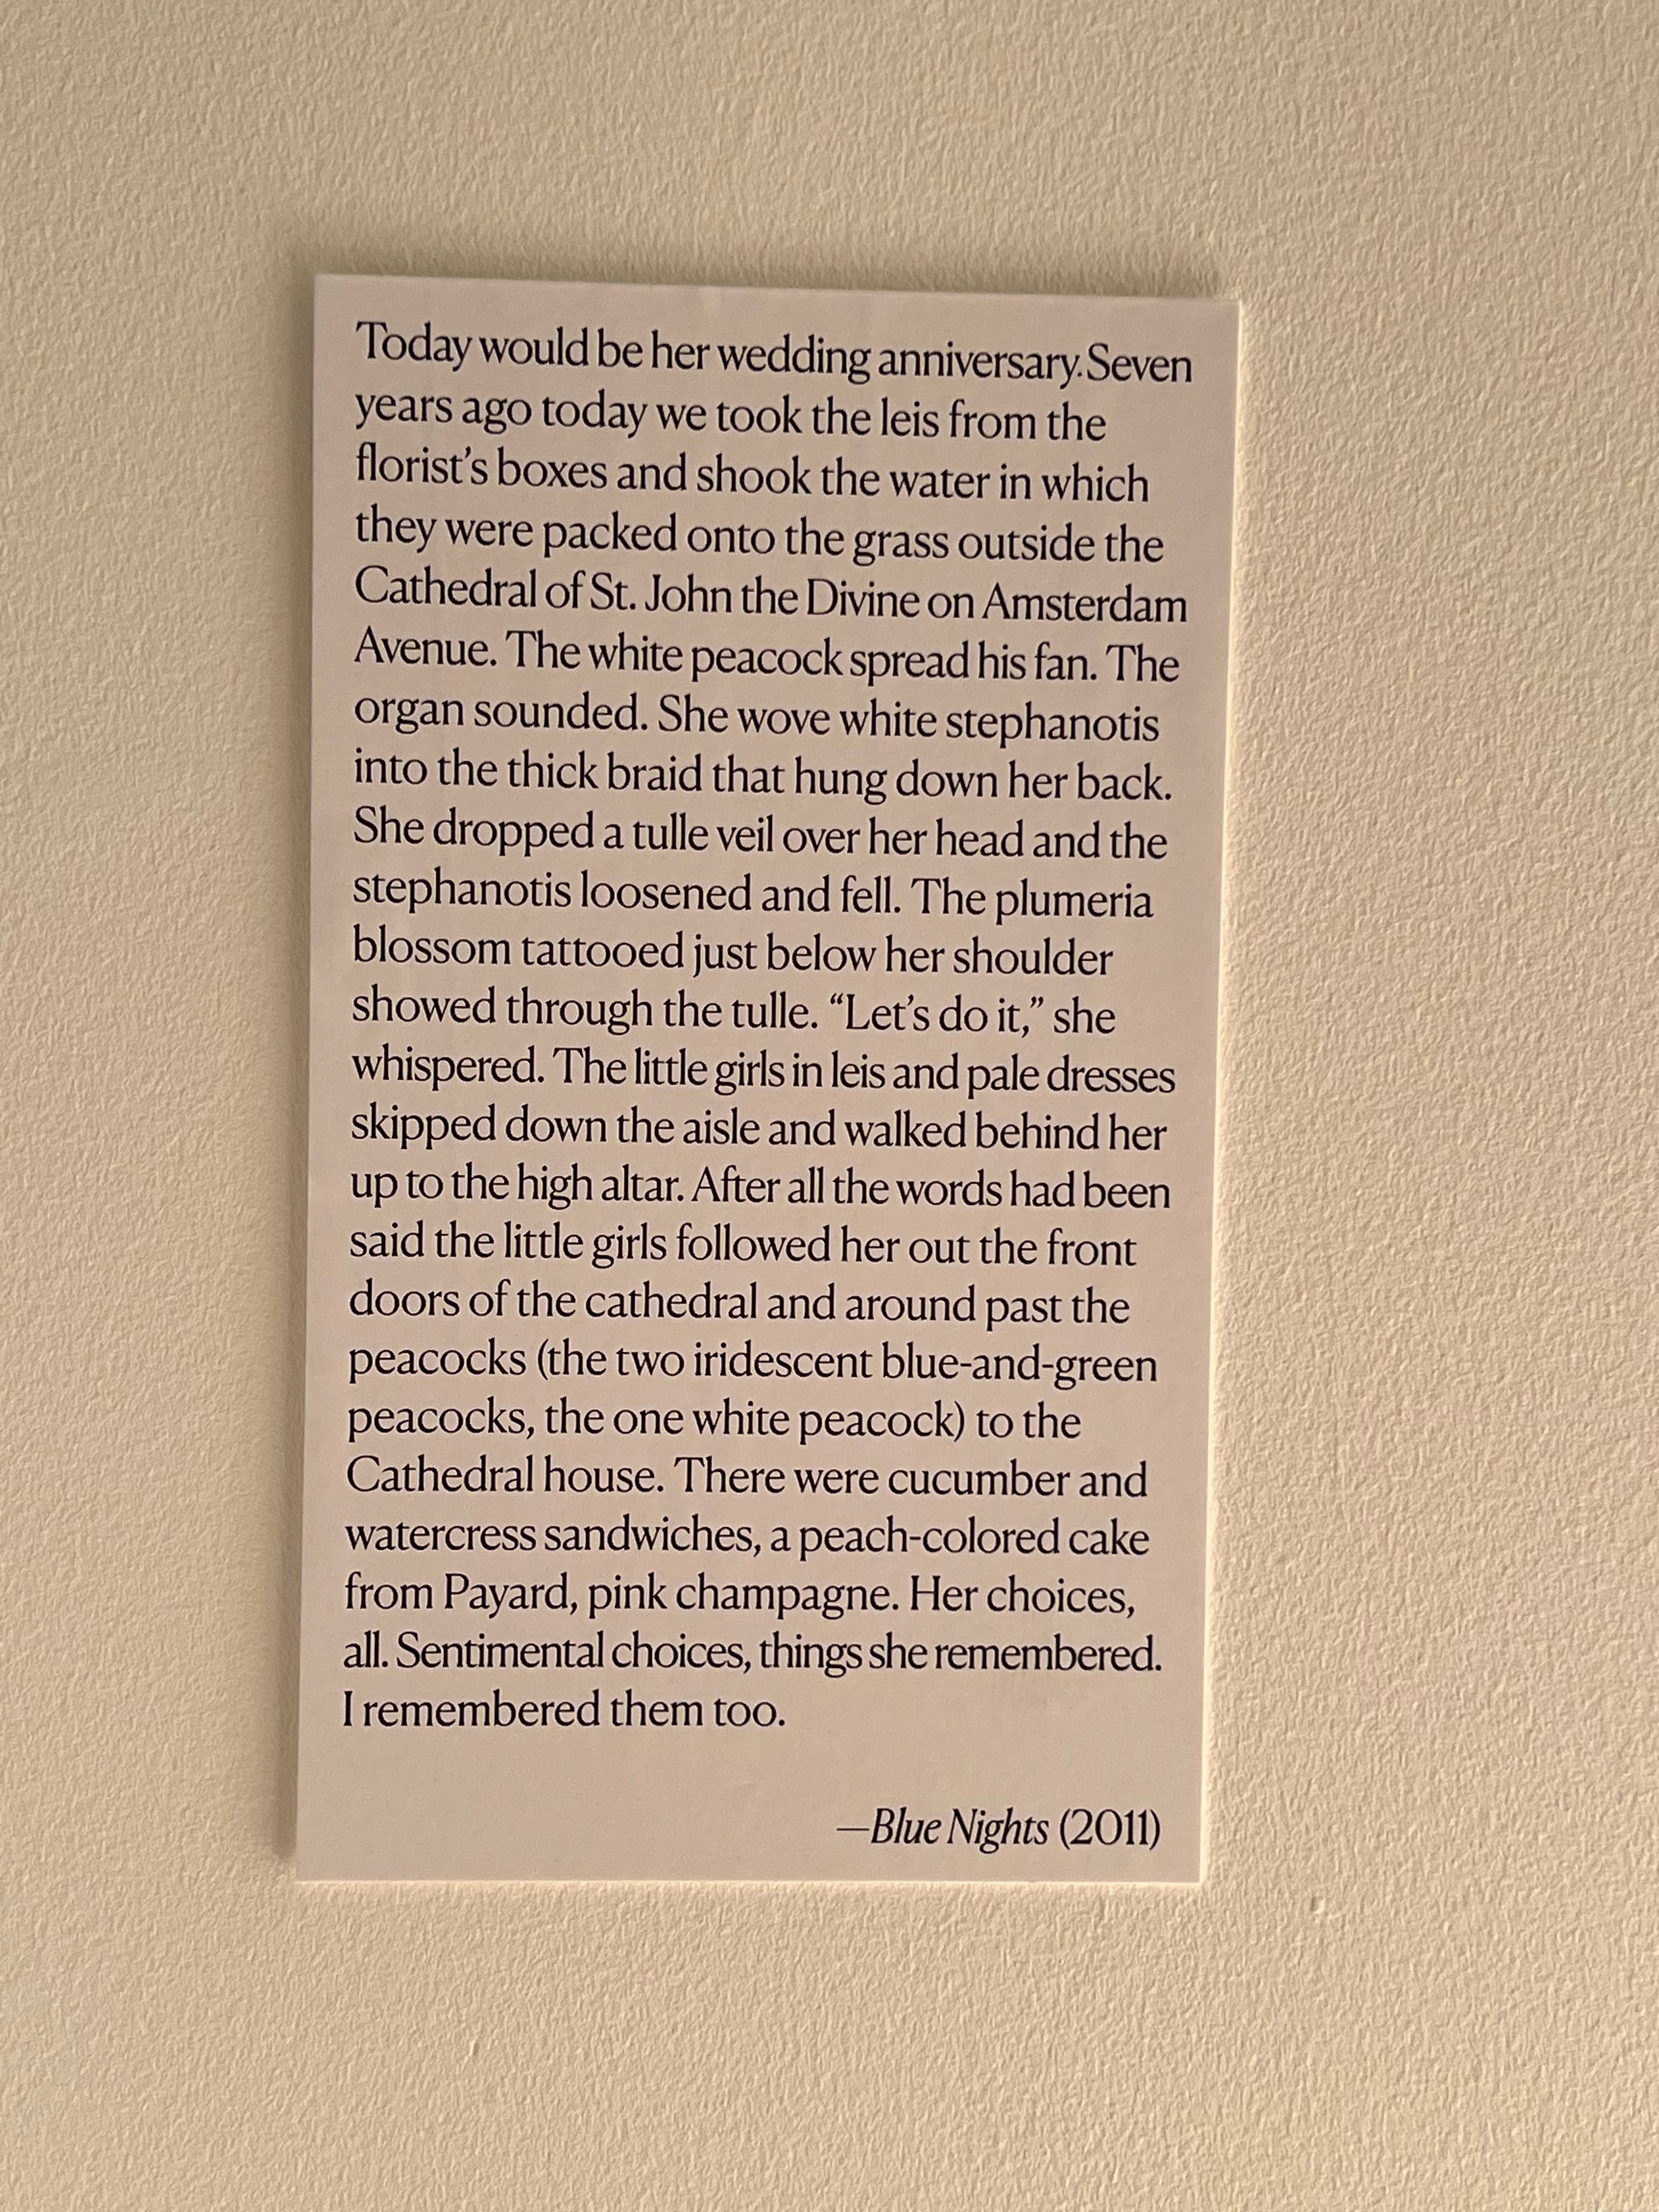 Today would be her wedding anniversary. Seven
years ago today we took the leis from the
florist’s boxes and shook the water in which
they were packed onto the grass outside the
Cathedral of St. John the Divine on Amsterdam
Avenue. The white peacock spread his fan. The
organ sounded. She wove white stephanotis
into the thick braid that hung down her back.
She dropped a tulle veil over her head and the
stephanotis loosened and fell. The plumeria
blossom tattooed just below her shoulder
showed through the tulle. “Let’s do it,” she
whispered. The little girls in leis and pale dresses
skipped down the aisle and walked behind her
up to the high altar. After all the words had been
said the little girls followed her out the front
doors of the cathedral and around past the
peacocks (the two iridescent blue-and-green
peacocks, the one white peacock) to the
Cathedral house. There were cucumber and
watercress sandwiches, a peach-colored cake
from Payard, pink champagne. Her choices,
all. Sentimental choices, things she remembered.
I remembered them too.
—Blue Nights (2011)